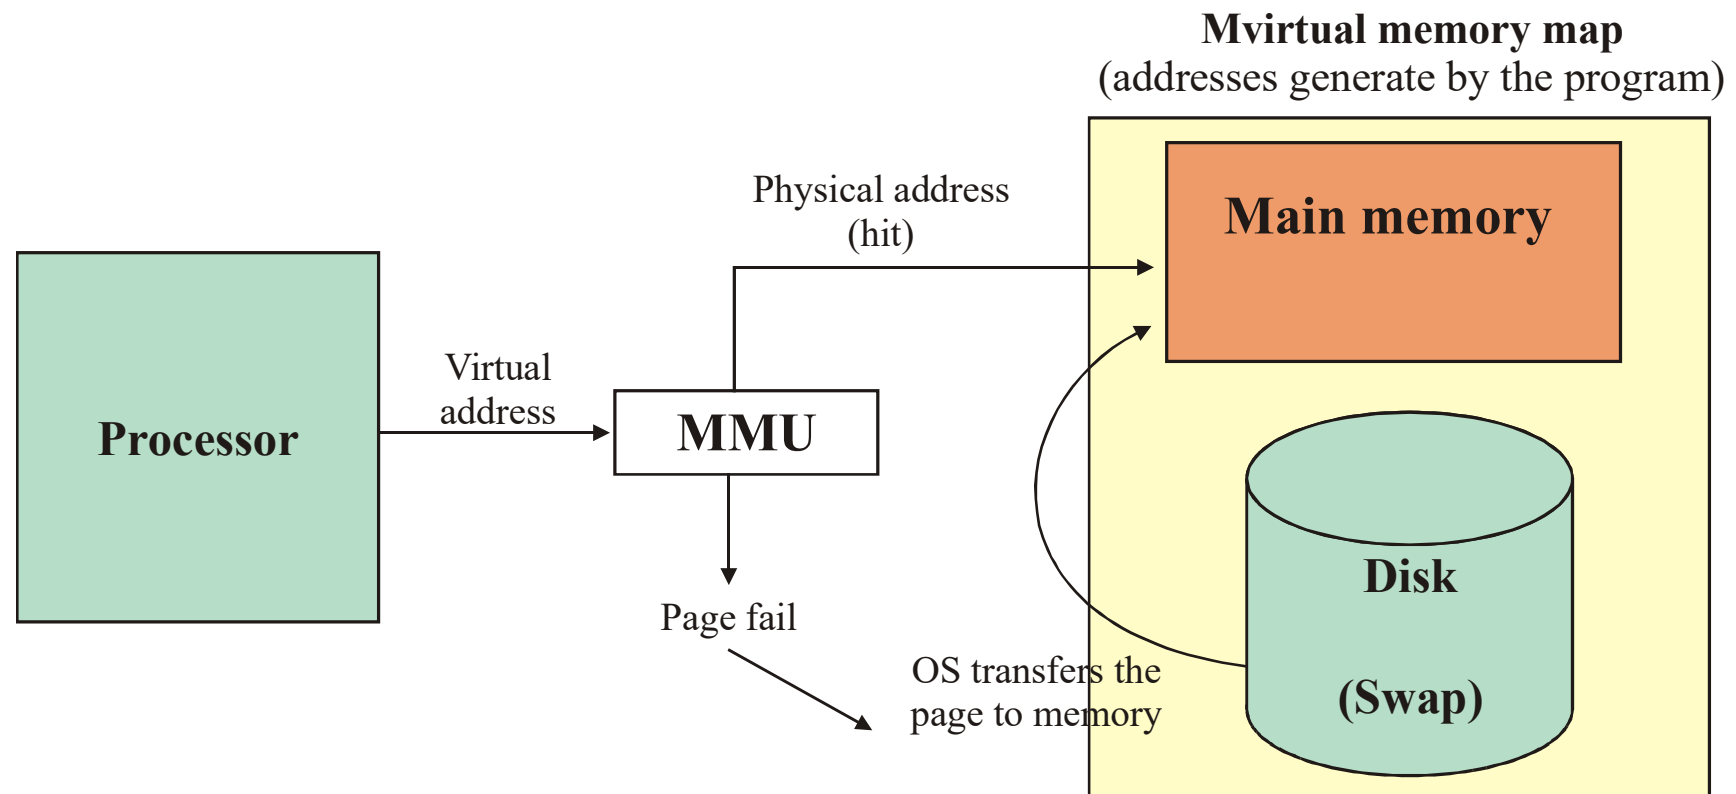 Mvirtual memory map
(addresses generate by the program)
Main memory
Physical address
(hit)
Virtual
address
Processor
MMU
Page fail
OS transfers the
page to memory
Disk
(Swap)